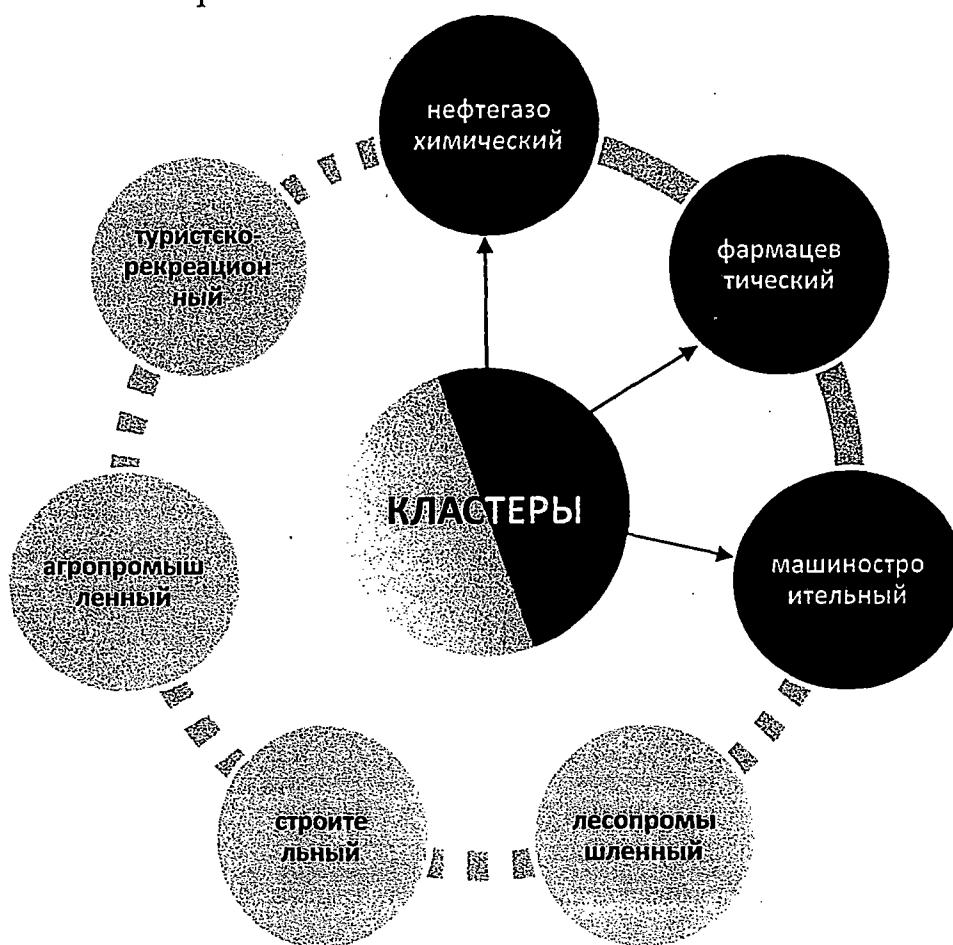 нефтегазо
химический
фармацев
тический
машиностро
ительный
лесопромы
шленный
строите
льный
агропромыш
ленный
туристско
рекреацион
ный
КЛАСТЕРЫ